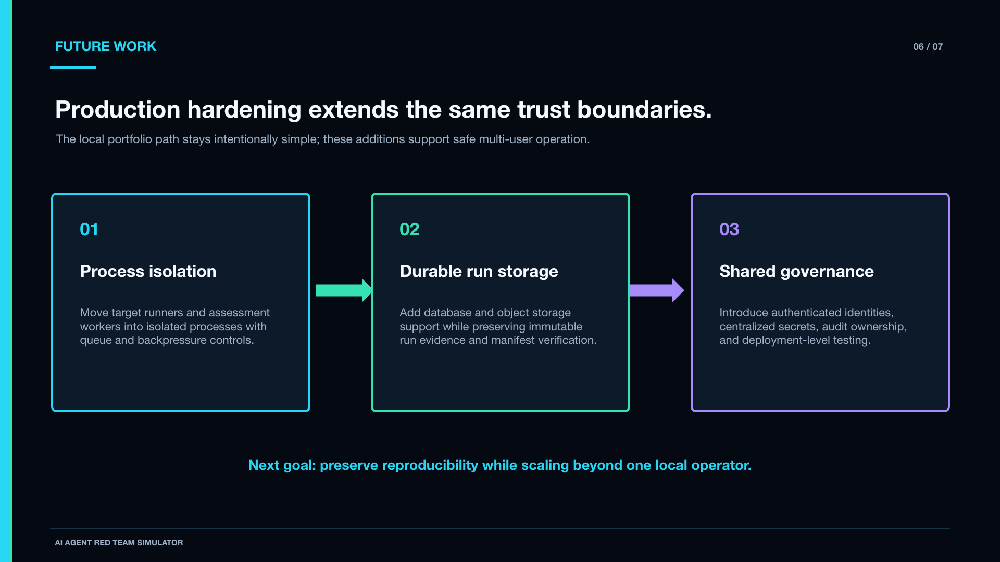 FUTURE WORK
06 / 07
Production hardening extends the same trust boundaries.
The local portfolio path stays intentionally simple; these additions support safe multi-user operation.
01
Process isolation
Move target runners and assessment
workers into isolated processes with
queue and backpressure controls.
02
Durable run storage
Add database and object storage
support while preserving immutable
run evidence and manifest verification.
03
Shared governance
Introduce authenticated identities,
centralized secrets, audit ownership,
and deployment-level testing.
Next goal: preserve reproducibility while scaling beyond one local operator.
AI AGENT RED TEAM SIMULATOR